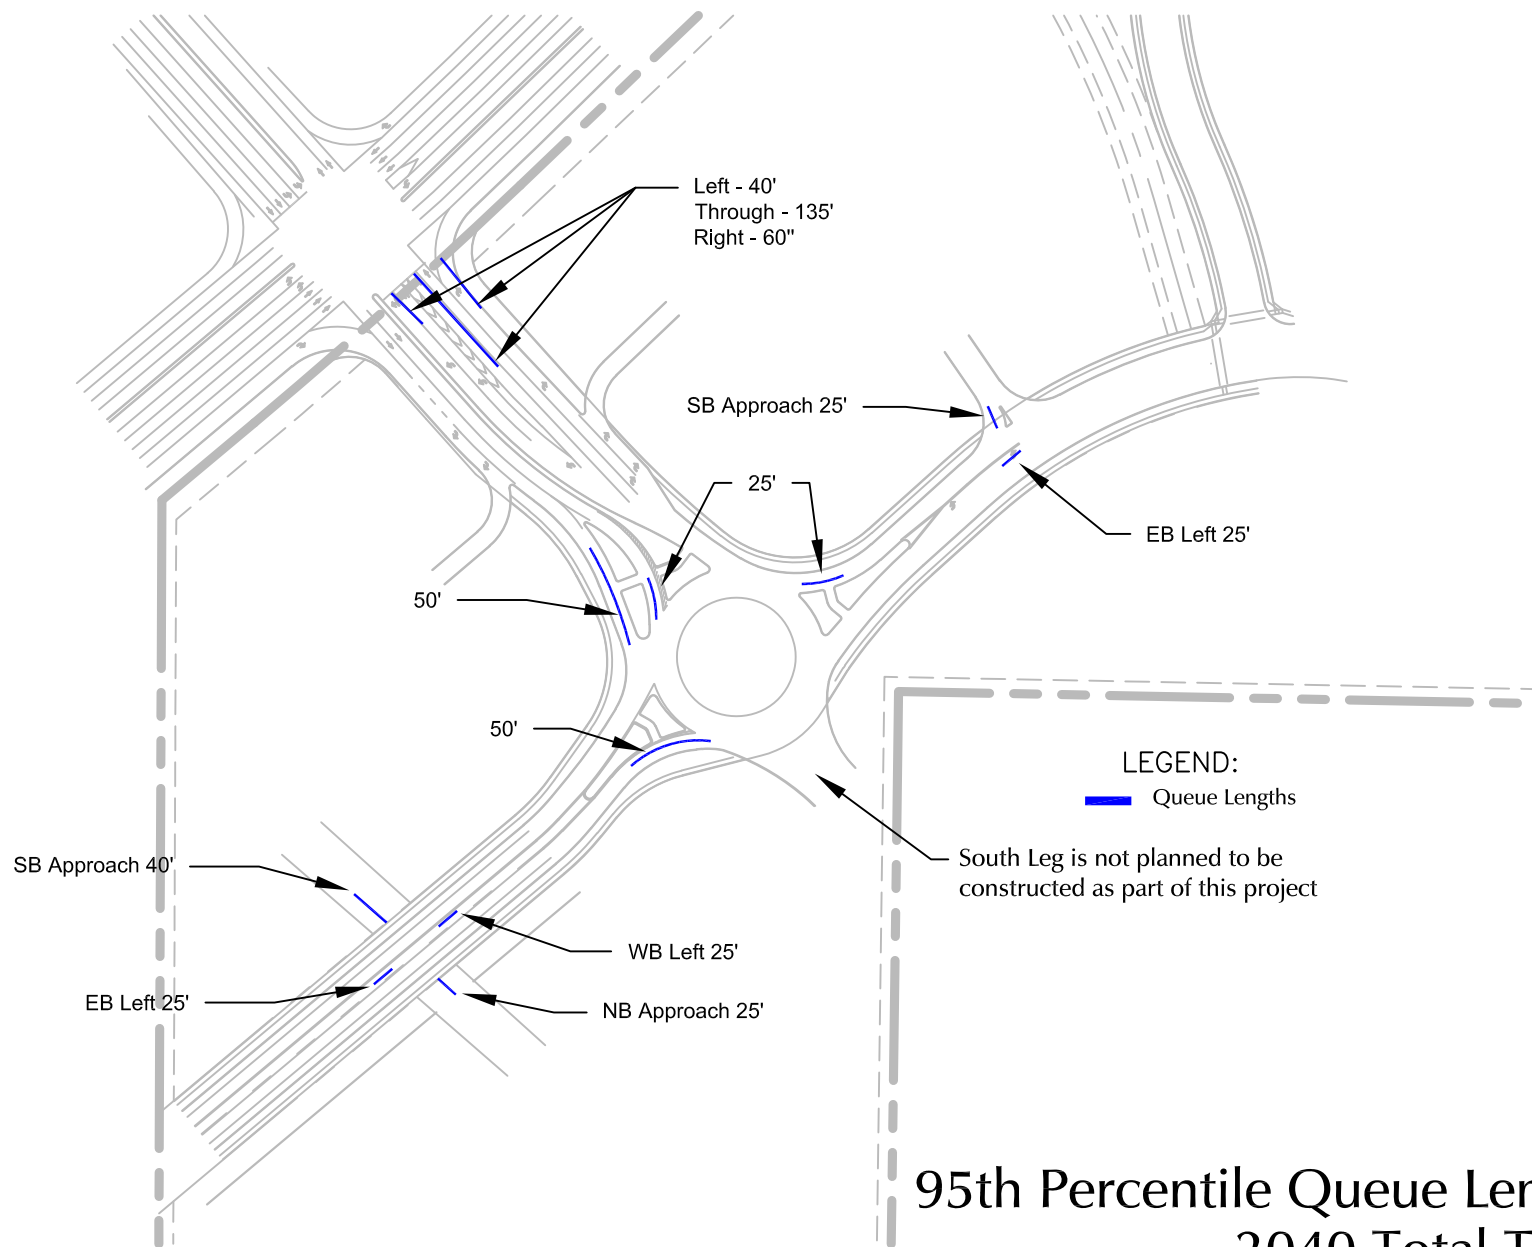 Left - 40'
Through - 135'
Right - 60"
SB Approach 25'
25'
EB Left 25'
50'
50'
LEGEND:
Queue Lengths
South Leg is not planned to be
constructed as part of this project
SB Approach 40'
WB Left 25'
EB Left 25'
NB Approach 25'
95th Percentile Queue
2040 Total